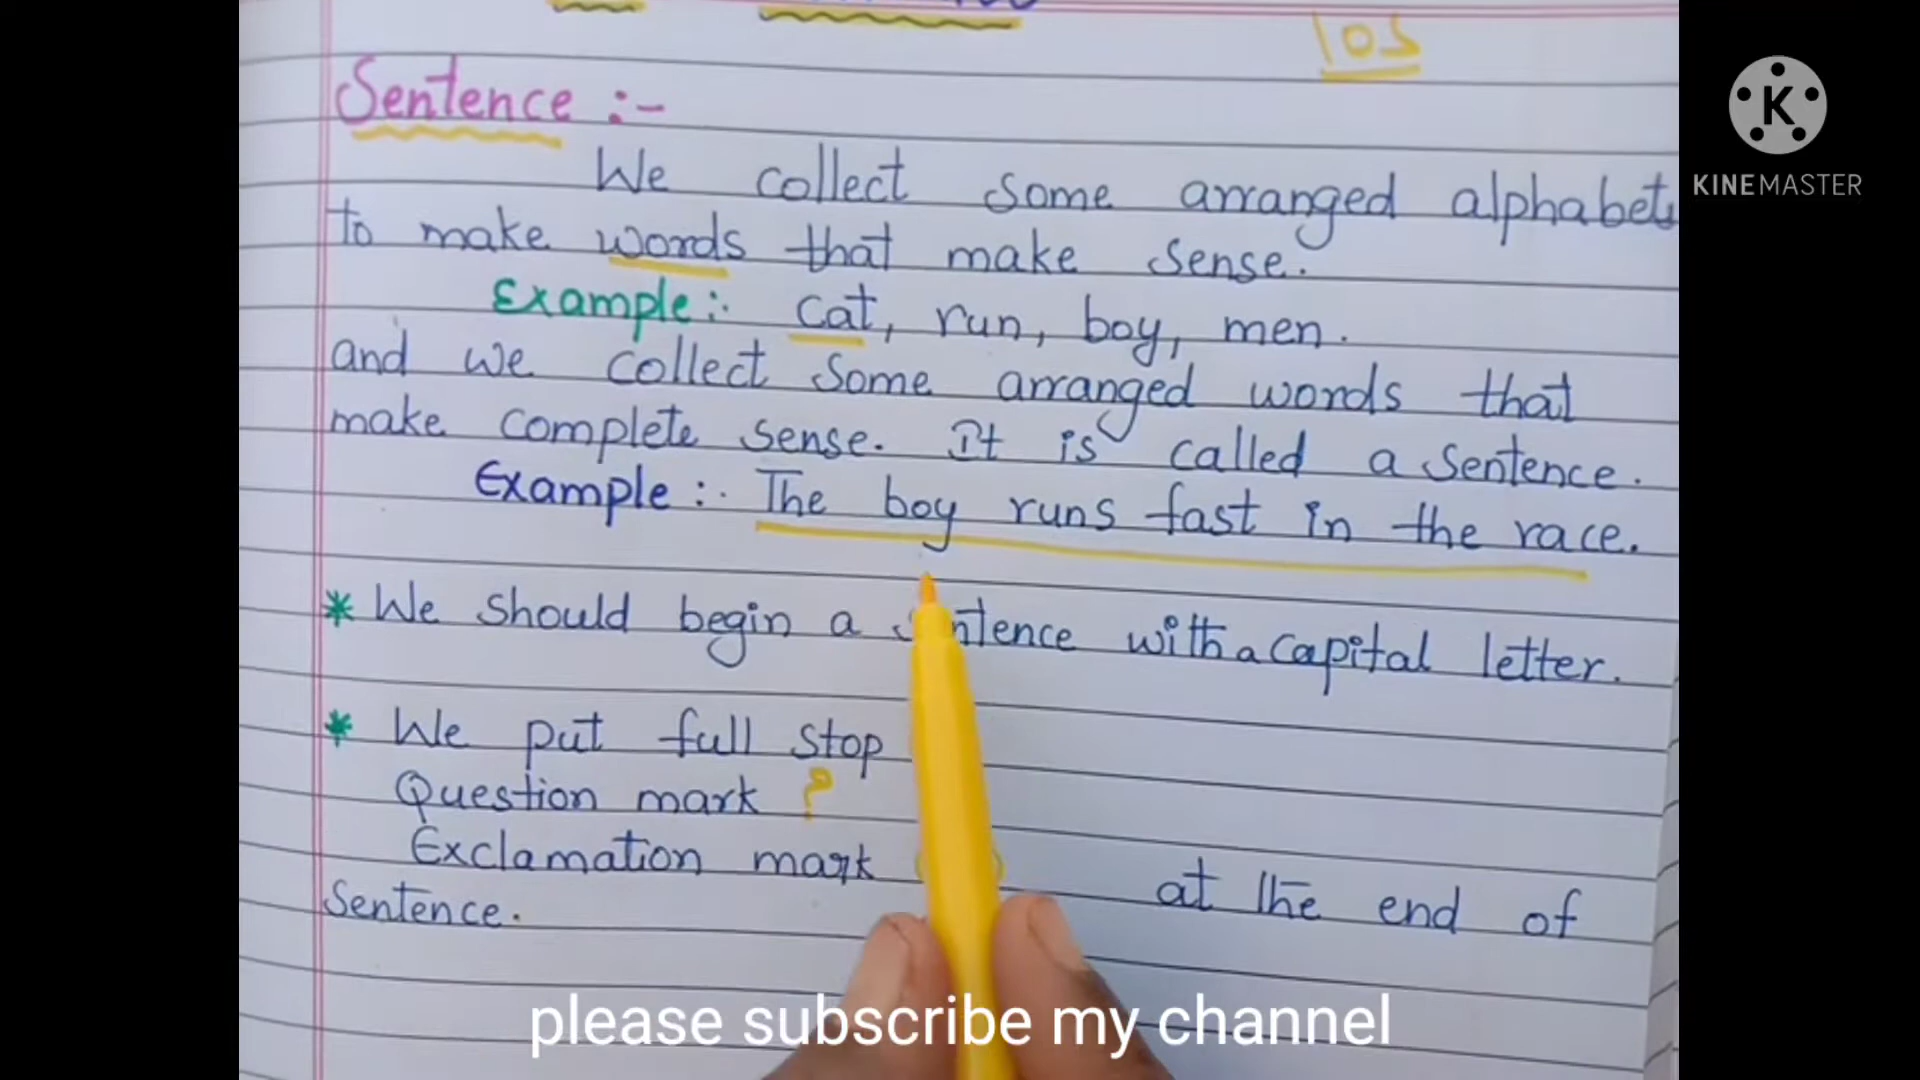 Sentence :-
We collect some arranged alphabets
to make words that make sense.
Example:. cat, run, boy, men.
and we collect some arranged words that
make complete sense. It is called a sentence.
Example :. The boy runs fast in the race.
* We should begin a sentence with a capital letter.
* We put full stop
Question mark ?
Exclamation mark at the end of
Sentence.
please subscribe my channel
K
KINEMASTER